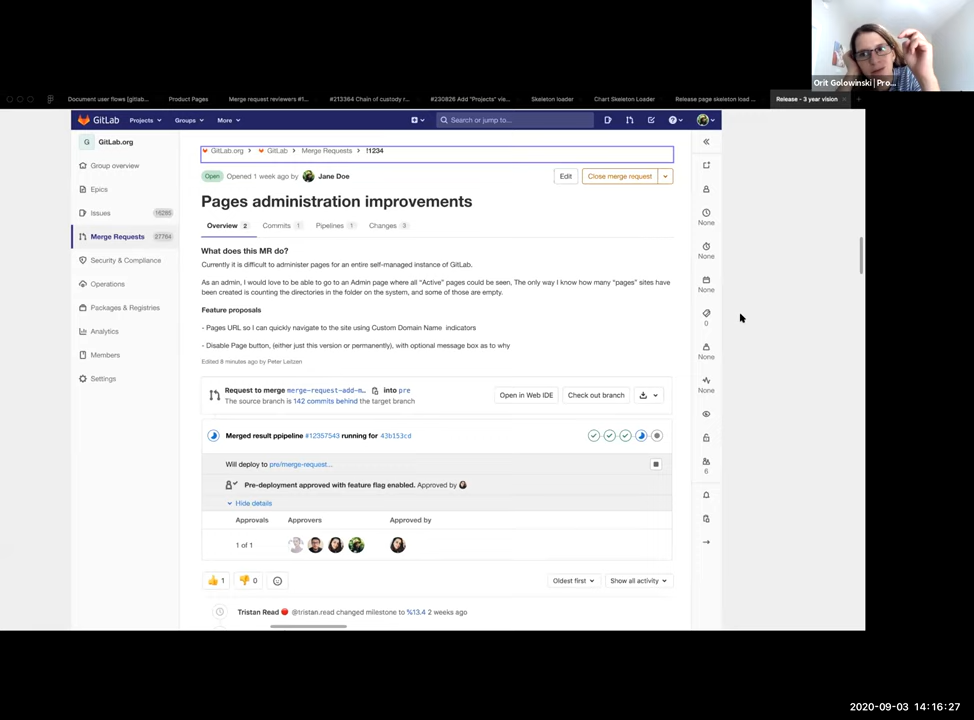 Orit Golowinski | Pro...
Document user flows [gitlab...
Product Pages
Merge request reviewers #1...
#213364 Chain of custody r...
#230826 Add "Projects" vie...
Skeleton loader
Chart Skeleton Loader
Release page skeleton load ...
Release - 3 year vision
GitLab Projects Groups More Search or jump to...
G GitLab.org
Group overview
Epics
Issues 16285
Merge Requests 27764
Security & Compliance
Operations
Packages & Registries
Analytics
Members
Settings
GitLab.org > GitLab > Merge Requests > !1234
Open Opened 1 week ago by Jane Doe Edit Close merge request
Pages administration improvements
Overview 2 Commits 1 Pipelines 1 Changes 3
What does this MR do?
Currently it is difficult to administer pages for an entire self-managed instance of GitLab.
As an admin, I would love to be able to go to an Admin page where all “Active” pages could be seen, The only way I know how many “pages” sites have
been created is counting the directories in the folder on the system, and some of those are empty.
Feature proposals
- Pages URL so I can quickly navigate to the site using Custom Domain Name indicators
- Disable Page button, (either just this version or permanently), with optional message box as to why
Edited 8 minutes ago by Peter Leitzen
Request to merge merge-request-add-m... into pre Open in Web IDE Check out branch
The source branch is 142 commits behind the target branch
Merged result ppipeline #12357543 running for 43b153cd
Will deploy to pre/merge-request...
Pre-deployment approved with feature flag enabled. Approved by
Hide details
Approvals Approvers Approved by
1 of 1
👍 1 👎 0 Oldest first Show all activity
Tristan Read 🔴 @tristan.read changed milestone to %13.4 2 weeks ago
None
None
None
0
None
None
6
2020-09-03 14:16:27